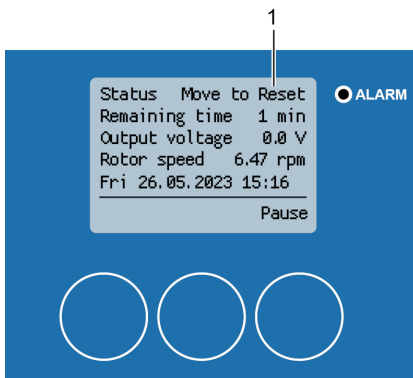 1
Status Move to Reset
ALARM
Remaining time 1 min
Output voltage 0.0 V
Rotor speed 6.47 rpm
Fri 26.05.2023 15:16
Pause